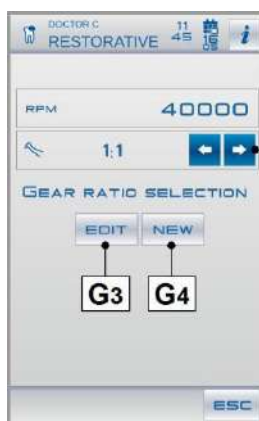 DOCTOR C
RESTORATIVE
11
45
i
RPM 40000
1:1
GEAR RATIO SELECTION
EDIT NEW
G3 G4
ESC